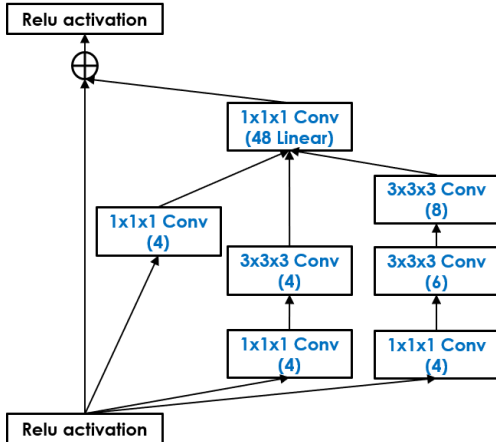 Relu activation
1x1x1 Conv
(48 Linear)
3x3x3 Conv
(8)
1x1x1 Conv
(4)
3x3x3 Conv
(4)
3x3x3 Conv
(6)
1x1x1 Conv
(4)
1x1x1 Conv
(4)
Relu activation